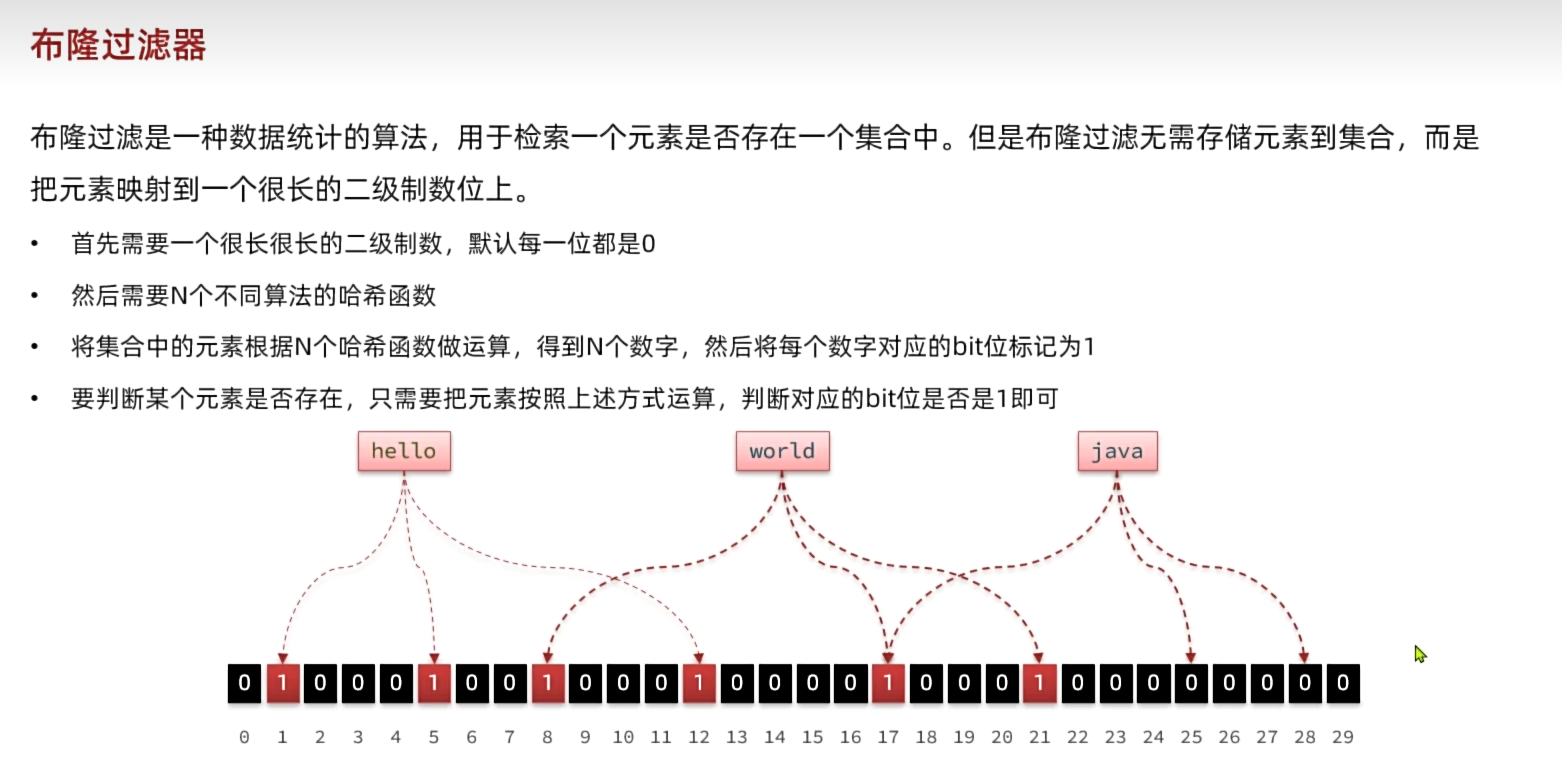 布隆过滤器
布隆过滤是一种数据统计的算法，用于检索一个元素是否存在一个集合中。但是布隆过滤无需存储元素到集合，而是
把元素映射到一个很长的二级制数位上。
• 首先需要一个很长很长的二级制数，默认每一位都是0
• 然后需要N个不同算法的哈希函数
• 将集合中的元素根据N个哈希函数做运算，得到N个数字，然后将每个数字对应的bit位标记为1
• 要判断某个元素是否存在，只需要把元素按照上述方式运算，判断对应的bit位是否是1即可
hello world java
0 1 0 0 0 1 0 0 1 0 0 0 1 0 0 0 0 1 0 0 0 1 0 0 0 0 0 0 0 0
0 1 2 3 4 5 6 7 8 9 10 11 12 13 14 15 16 17 18 19 20 21 22 23 24 25 26 27 28 29